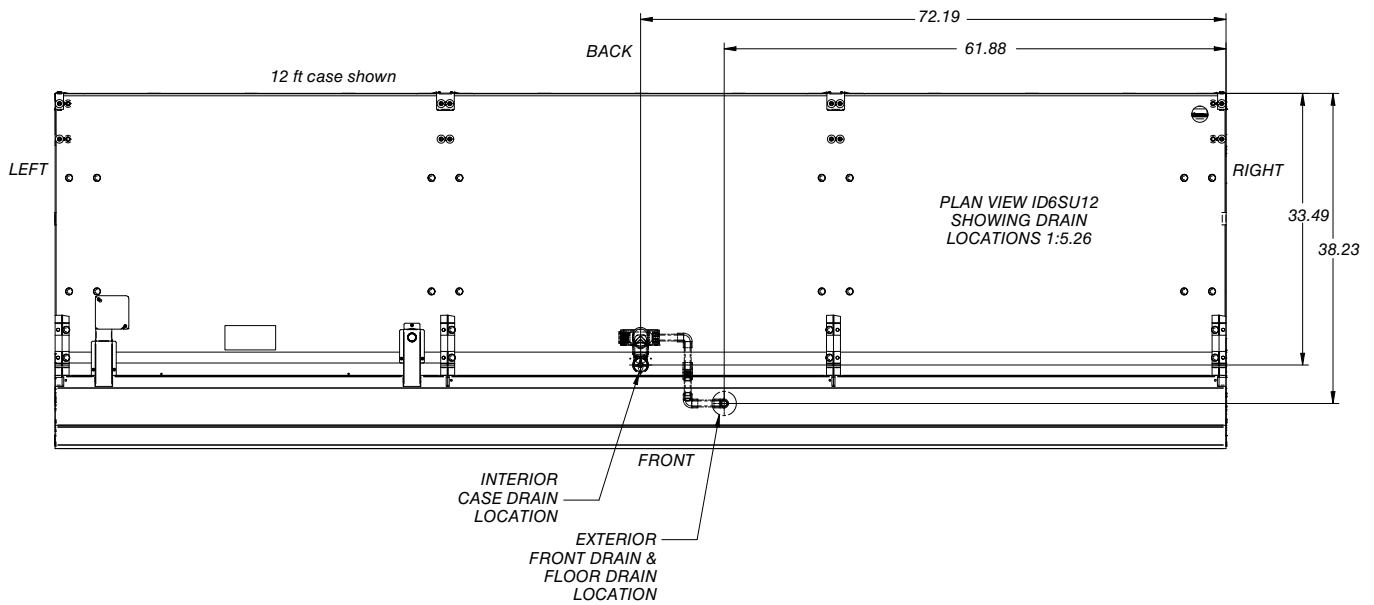 72.19
BACK
61.88
12 ft case shown
LEFT
RIGHT
PLAN VIEW ID6SU12
SHOWING DRAIN
LOCATIONS 1:5.26
33.49
38.23
FRONT
INTERIOR
CASE DRAIN
LOCATION
EXTERIOR
FRONT DRAIN &
FLOOR DRAIN
LOCATION